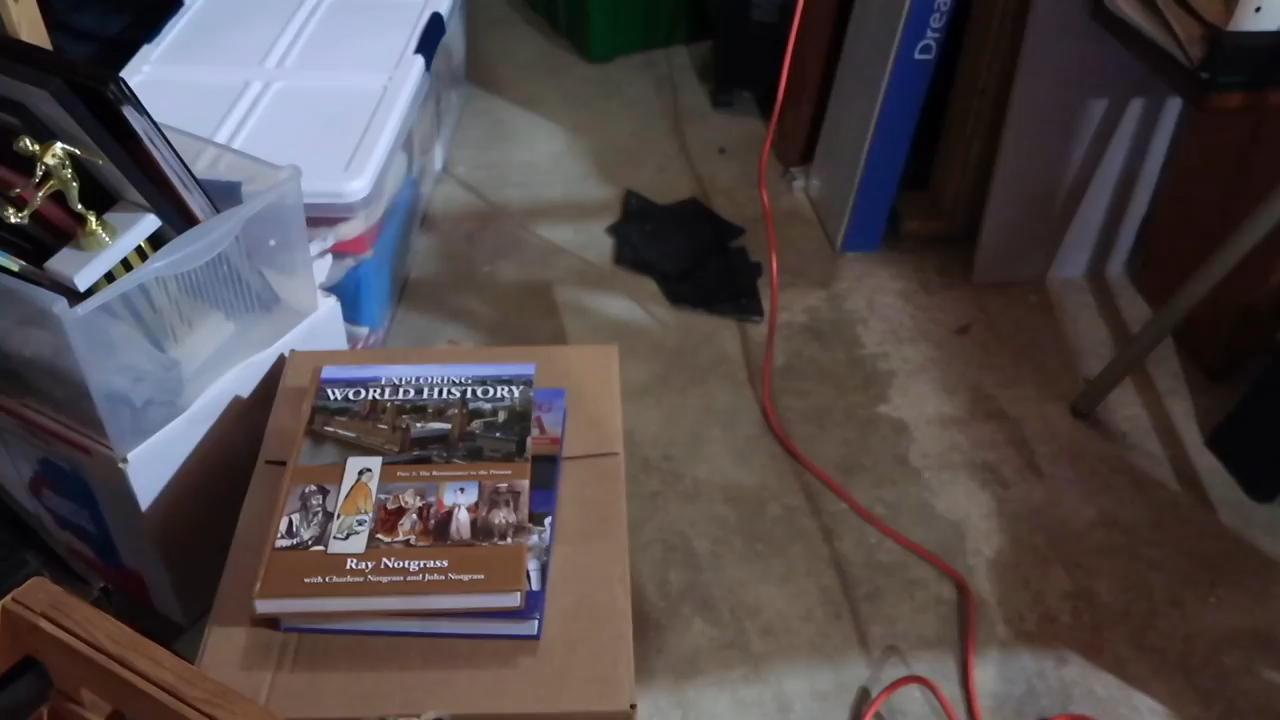 Drea
EXPLORING
WORLD HISTORY
Part 2: The Renaissance to the Present
Ray Notgrass
with Charlene Notgrass and John Notgrass
G